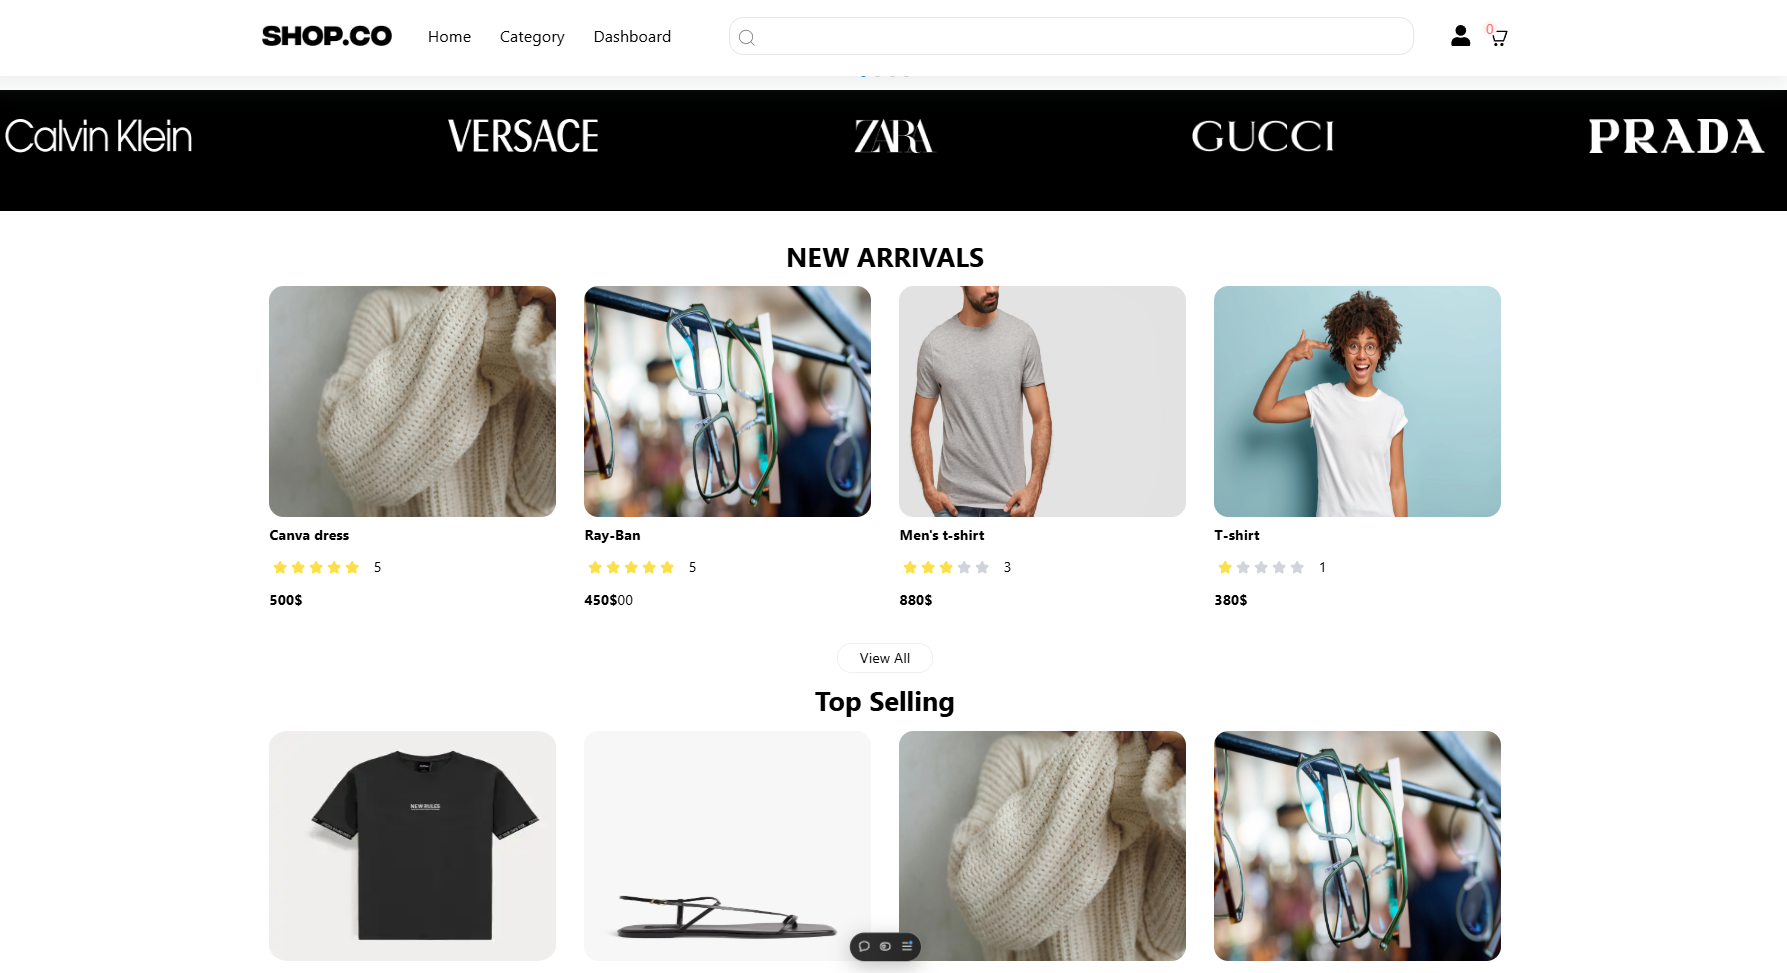 SHOP.CO Home Category Dashboard 0
Calvin Klein VERSACE ZARA GUCCI PRADA
NEW ARRIVALS
Canva dress Ray-Ban Men's t-shirt T-shirt
5 5 3 1
500$ 450$00 880$ 380$
View All
Top Selling
NEW RULES